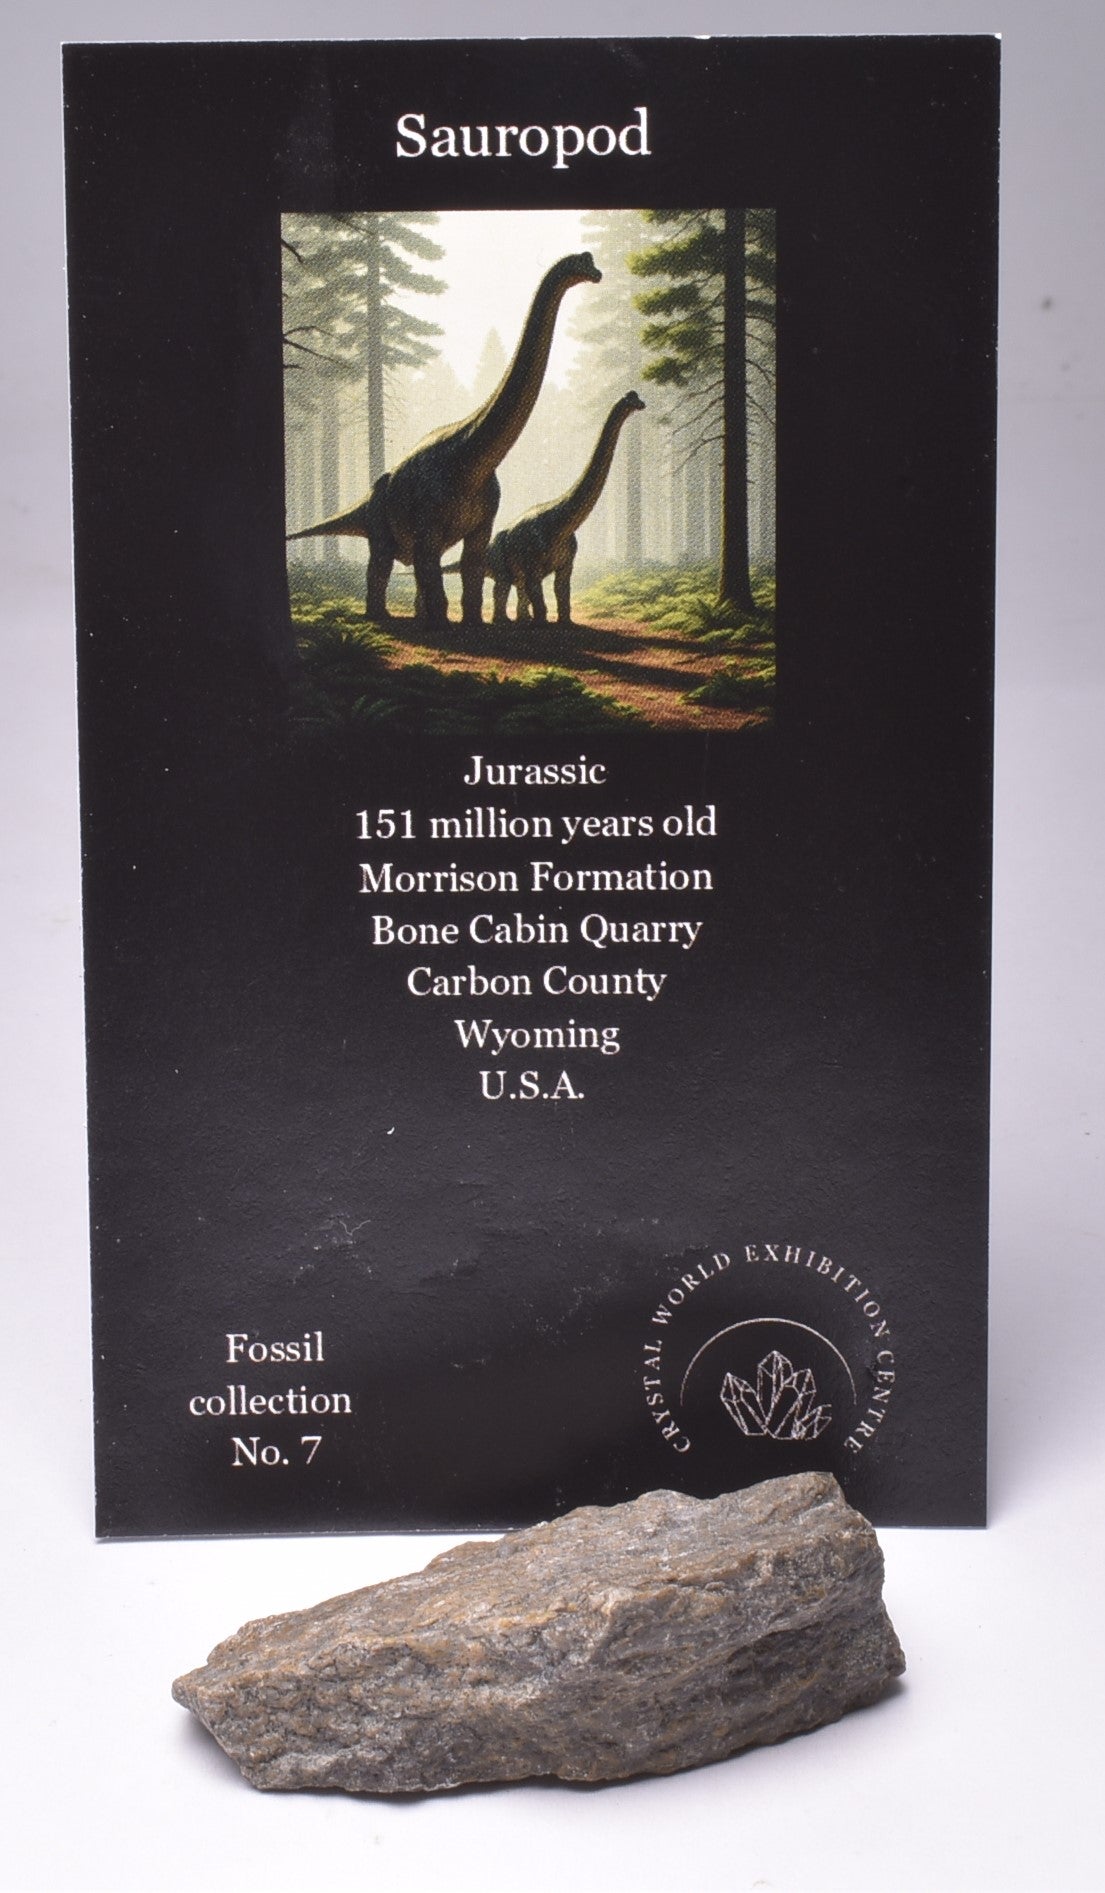 Sauropod
Jurassic
151 million years old
Morrison Formation
Bone Cabin Quarry
Carbon County
Wyoming
U.S.A.
Fossil
collection
No. 7
CRYSTAL WORLD EXHIBITION CENTRE